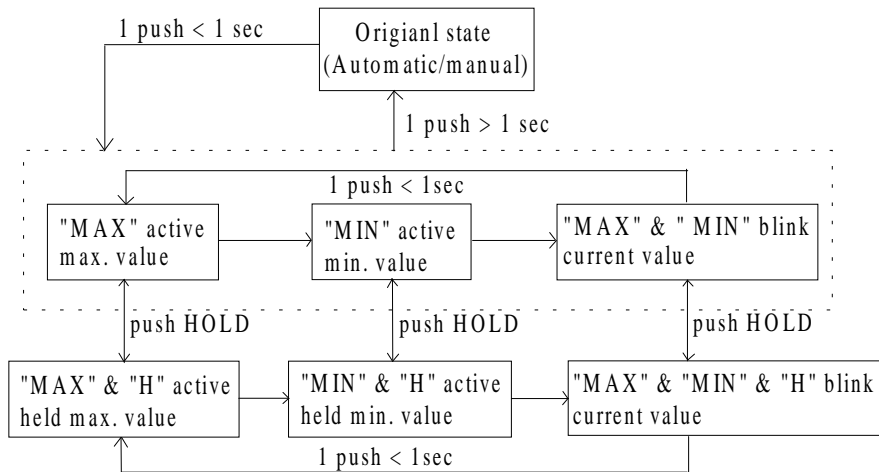 1 push < 1 sec
Origianl state
(Automatic/manual)
1 push > 1 sec
1 push < 1sec
"MAX" active
max. value
"MIN" active
min. value
"MAX" & " MIN" blink
current value
push HOLD
push HOLD
push HOLD
"MAX" & "H" active
held max. value
"MIN" & "H" active
held min. value
"MAX" & "MIN" & "H" blink
current value
1 push < 1sec